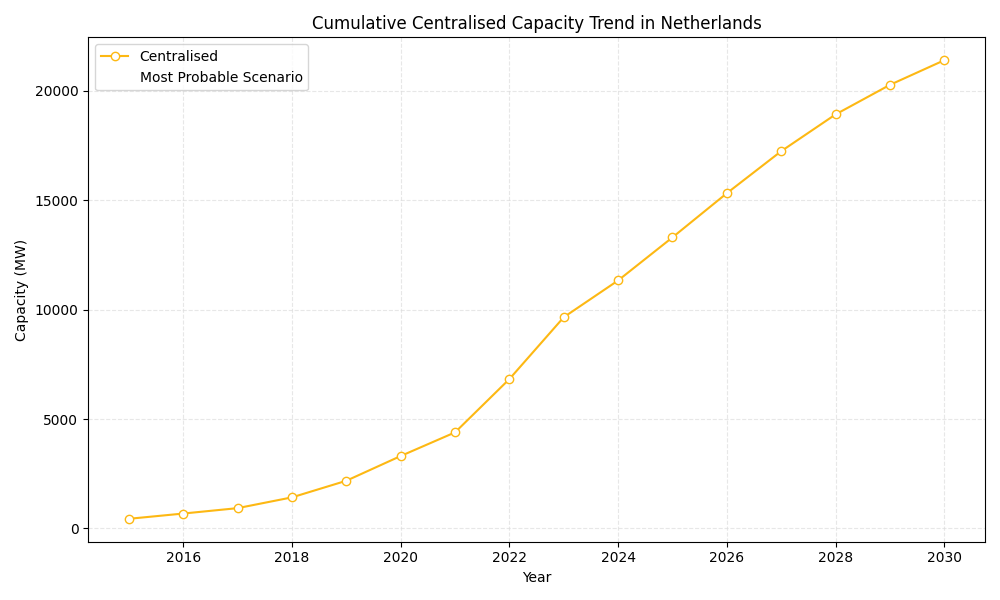 Cumulative Centralised Capacity Trend in Netherlands
Centralised
Most Probable Scenario
Capacity (MW)
20000
15000
10000
5000
0
2016 2018 2020 2022 2024 2026 2028 2030
Year